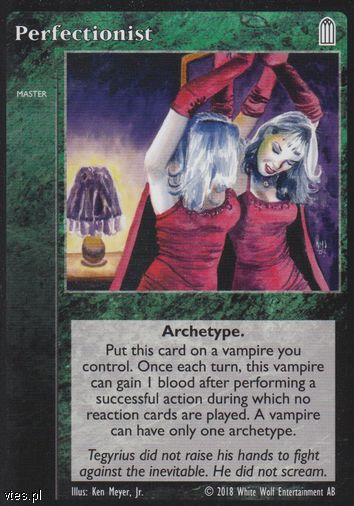 Perfectionist
MASTER
Archetype.
Put this card on a vampire you
control. Once each turn, this vampire
can gain 1 blood after performing a
successful action during which no
reaction cards are played. A vampire
can have only one archetype.
Tegyrius did not raise his hands to fight
against the inevitable. He did not scream.
Illus: Ken Meyer, Jr. © 2018 White Wolf Entertainment AB
vtes.pl